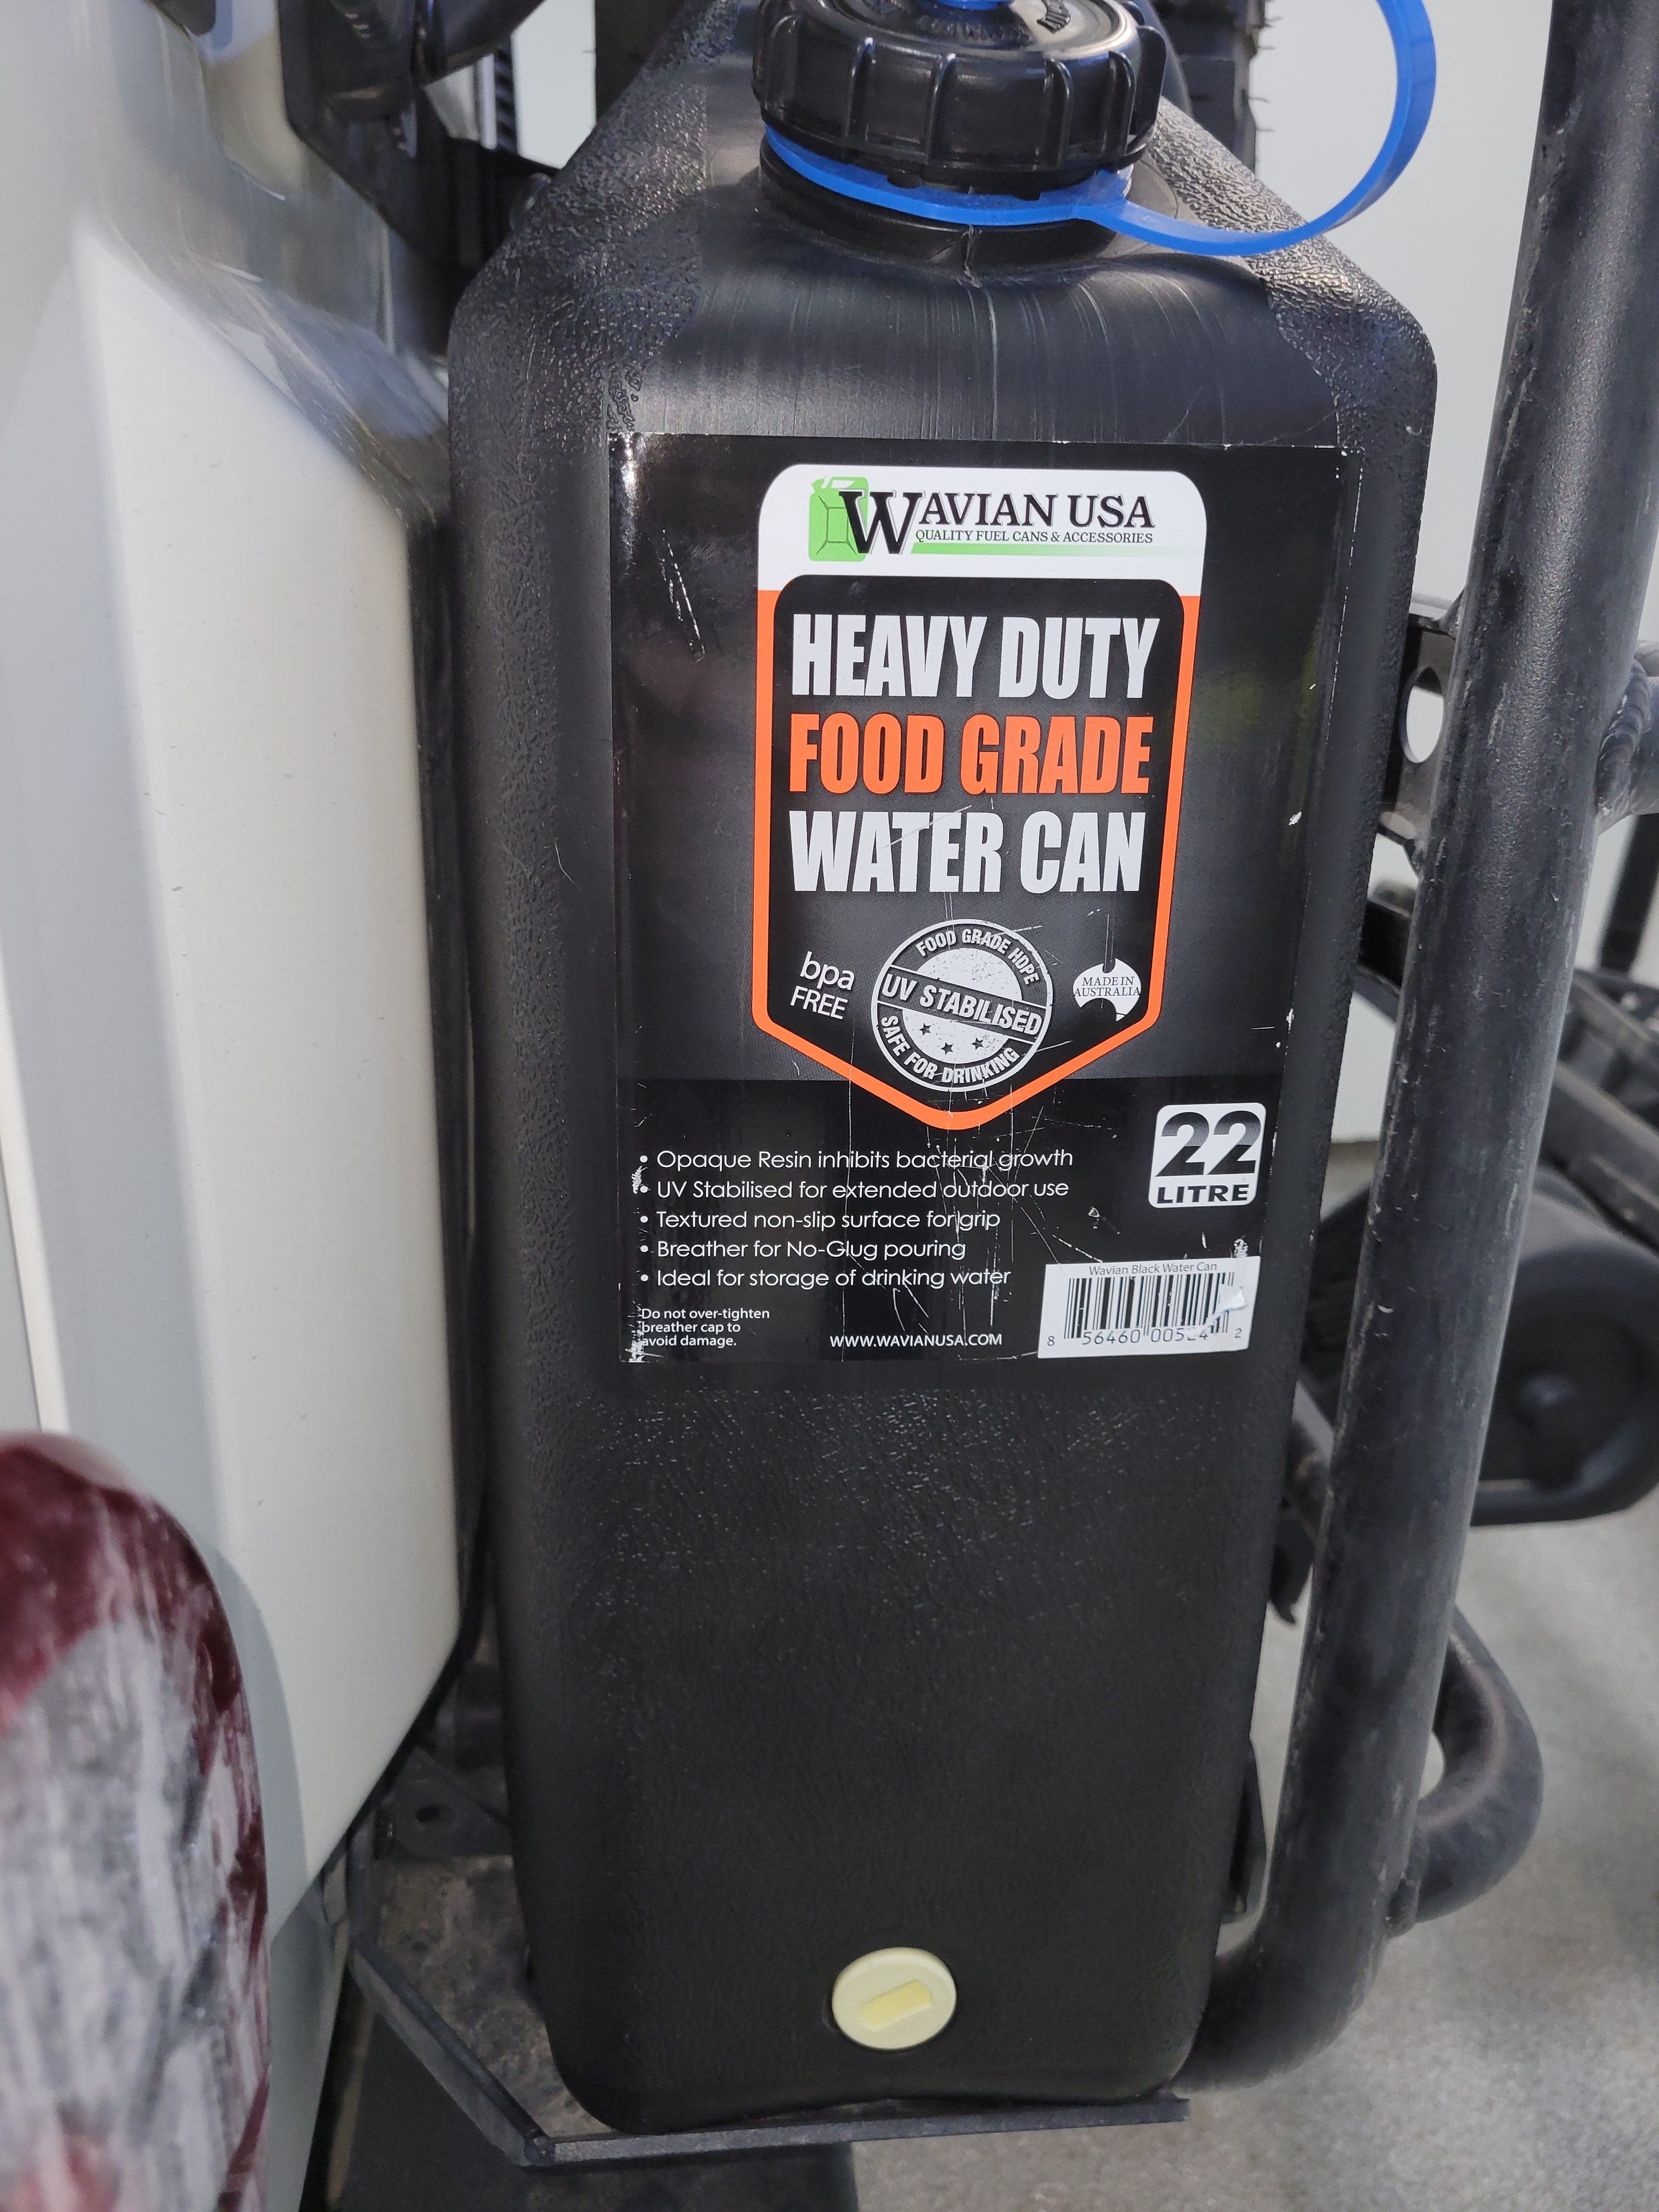 WAVIAN USA
QUALITY FUEL CANS & ACCESSORIES
HEAVY DUTY
FOOD GRADE
WATER CAN
bpa
FREE
FOOD GRADE HDPE
UV STABILISED
SAFE FOR DRINKING
MADE IN
AUSTRALIA
• Opaque Resin inhibits bacterial growth
• UV Stabilised for extended outdoor use
• Textured non-slip surface for grip
• Breather for No-Glug pouring
• Ideal for storage of drinking water
22
LITRE
Do not over-tighten
breather cap to
avoid damage.
WWW.WAVIANUSA.COM
Wavian Black Water Can
8 56460 2